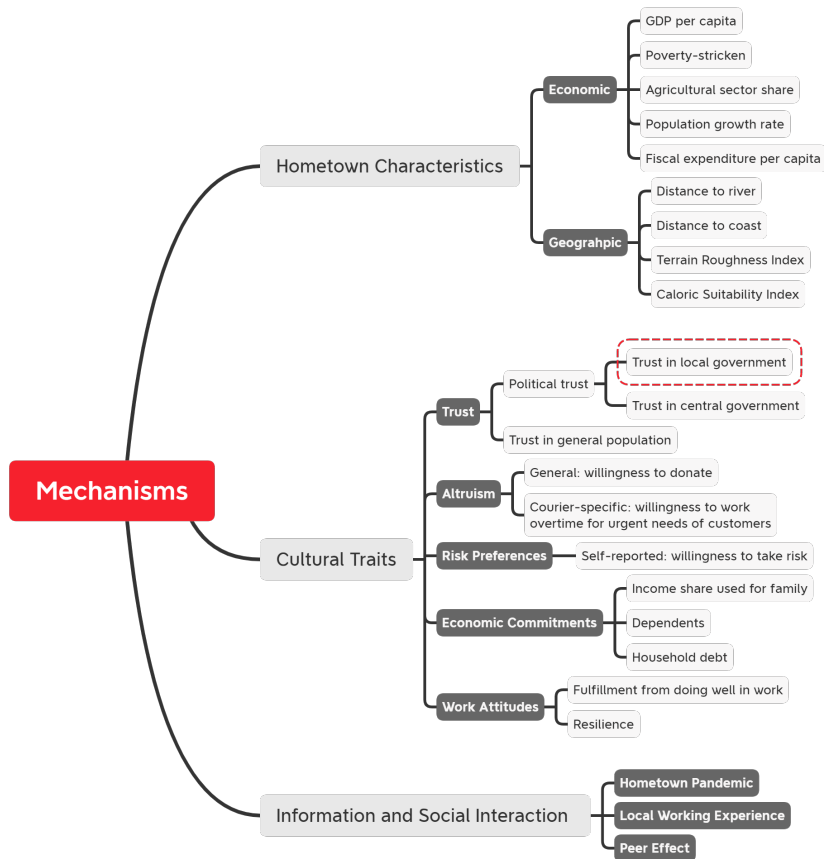 Mechanisms
Hometown Characteristics
Economic
GDP per capita
Poverty-stricken
Agricultural sector share
Population growth rate
Fiscal expenditure per capita
Geograhpic
Distance to river
Distance to coast
Terrain Roughness Index
Caloric Suitability Index
Cultural Traits
Trust
Political trust
Trust in local government
Trust in central government
Trust in general population
Altruism
General: willingness to donate
Courier-specific: willingness to work
overtime for urgent needs of customers
Risk Preferences
Self-reported: willingness to take risk
Economic Commitments
Income share used for family
Dependents
Household debt
Work Attitudes
Fulfillment from doing well in work
Resilience
Information and Social Interaction
Hometown Pandemic
Local Working Experience
Peer Effect